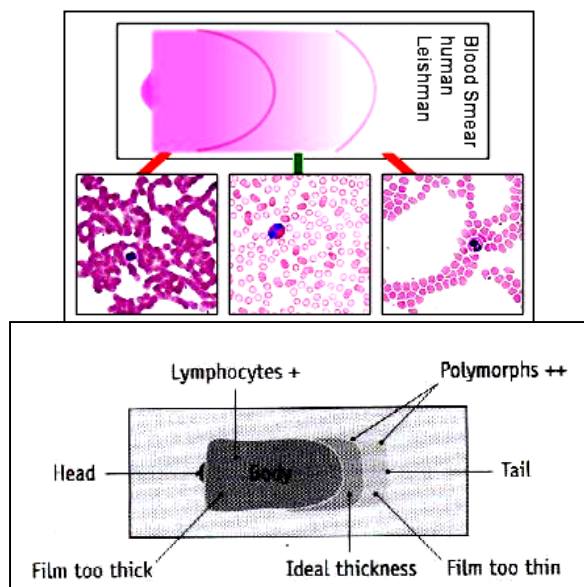 Blood Smear
human
Leishman
Lymphocytes +
Polymorphs ++
Head
Body
Tail
Film too thick
Ideal thickness
Film too thin